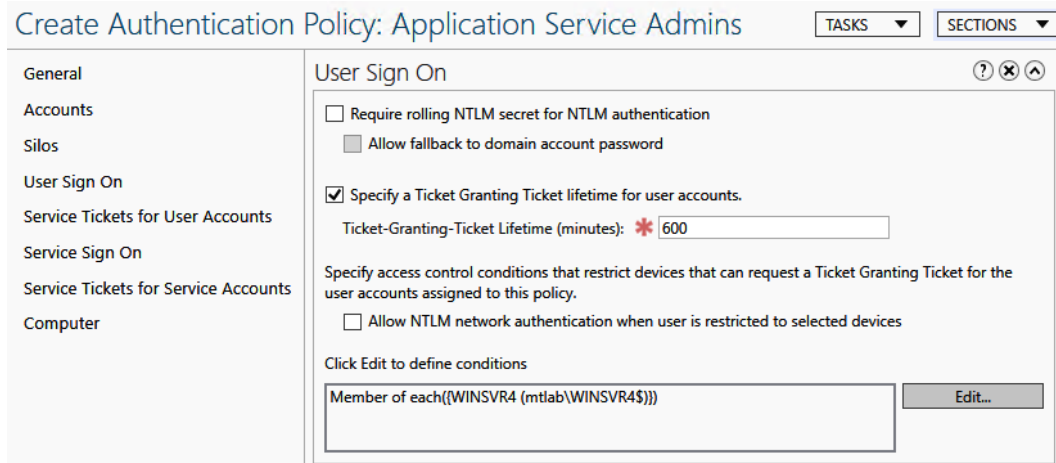 Create Authentication Policy: Application Service Admins
TASKS
SECTIONS
General
Accounts
Silos
User Sign On
Service Tickets for User Accounts
Service Sign On
Service Tickets for Service Accounts
Computer
User Sign On
Require rolling NTLM secret for NTLM authentication
Allow fallback to domain account password
Specify a Ticket Granting Ticket lifetime for user accounts.
Ticket-Granting-Ticket Lifetime (minutes): * 600
Specify access control conditions that restrict devices that can request a Ticket Granting Ticket for the
user accounts assigned to this policy.
Allow NTLM network authentication when user is restricted to selected devices
Click Edit to define conditions
Member of each({WINSVR4 (mtlab\WINSVR4$)})
Edit...